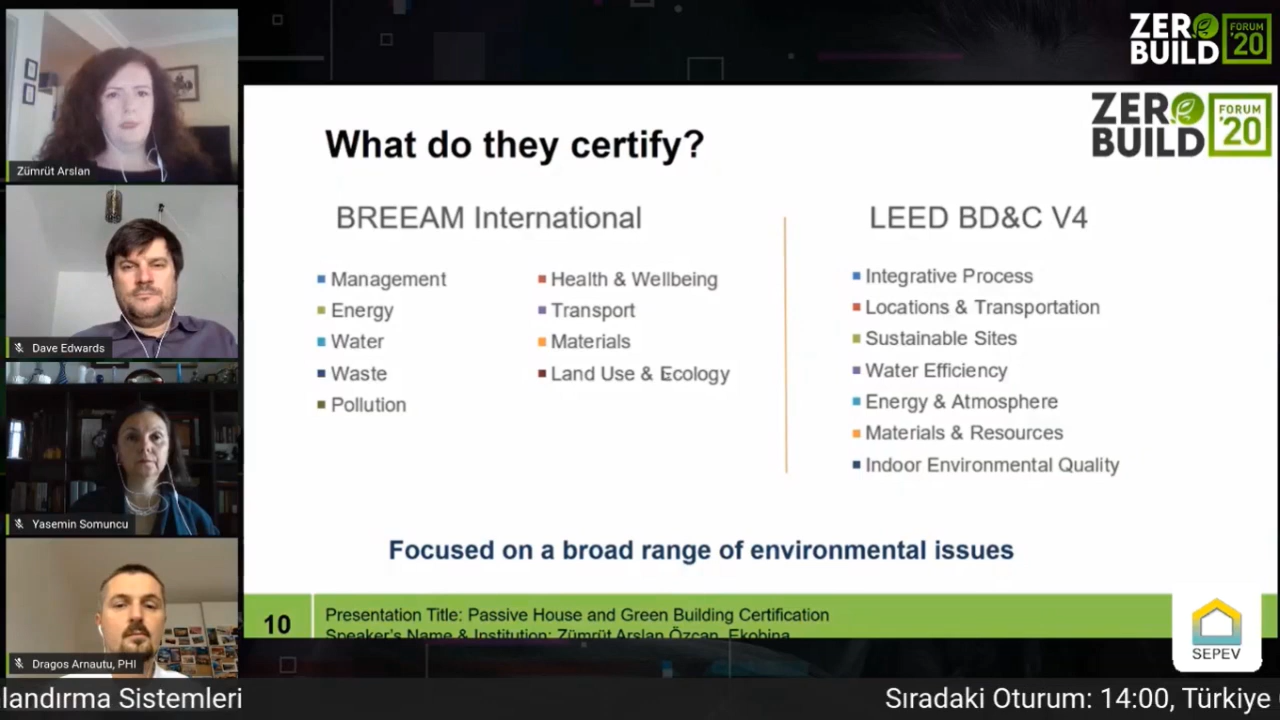 ZERO
BUILD
FORUM
'20
ZERO
BUILD
FORUM
'20
Zümrüt Arslan
Dave Edwards
Yasemin Somuncu
Dragos Arnautu, PHI
What do they certify?
BREEAM International
Management
Energy
Water
Waste
Pollution
Health & Wellbeing
Transport
Materials
Land Use & Ecology
LEED BD&C V4
Integrative Process
Locations & Transportation
Sustainable Sites
Water Efficiency
Energy & Atmosphere
Materials & Resources
Indoor Environmental Quality
Focused on a broad range of environmental issues
10
Presentation Title: Passive House and Green Building Certification
Speaker's Name & Institution: Zümrüt Arslan Özcan, Ekobina
SEPEV
landırma Sistemleri
Sıradaki Oturum: 14:00, Türkiye